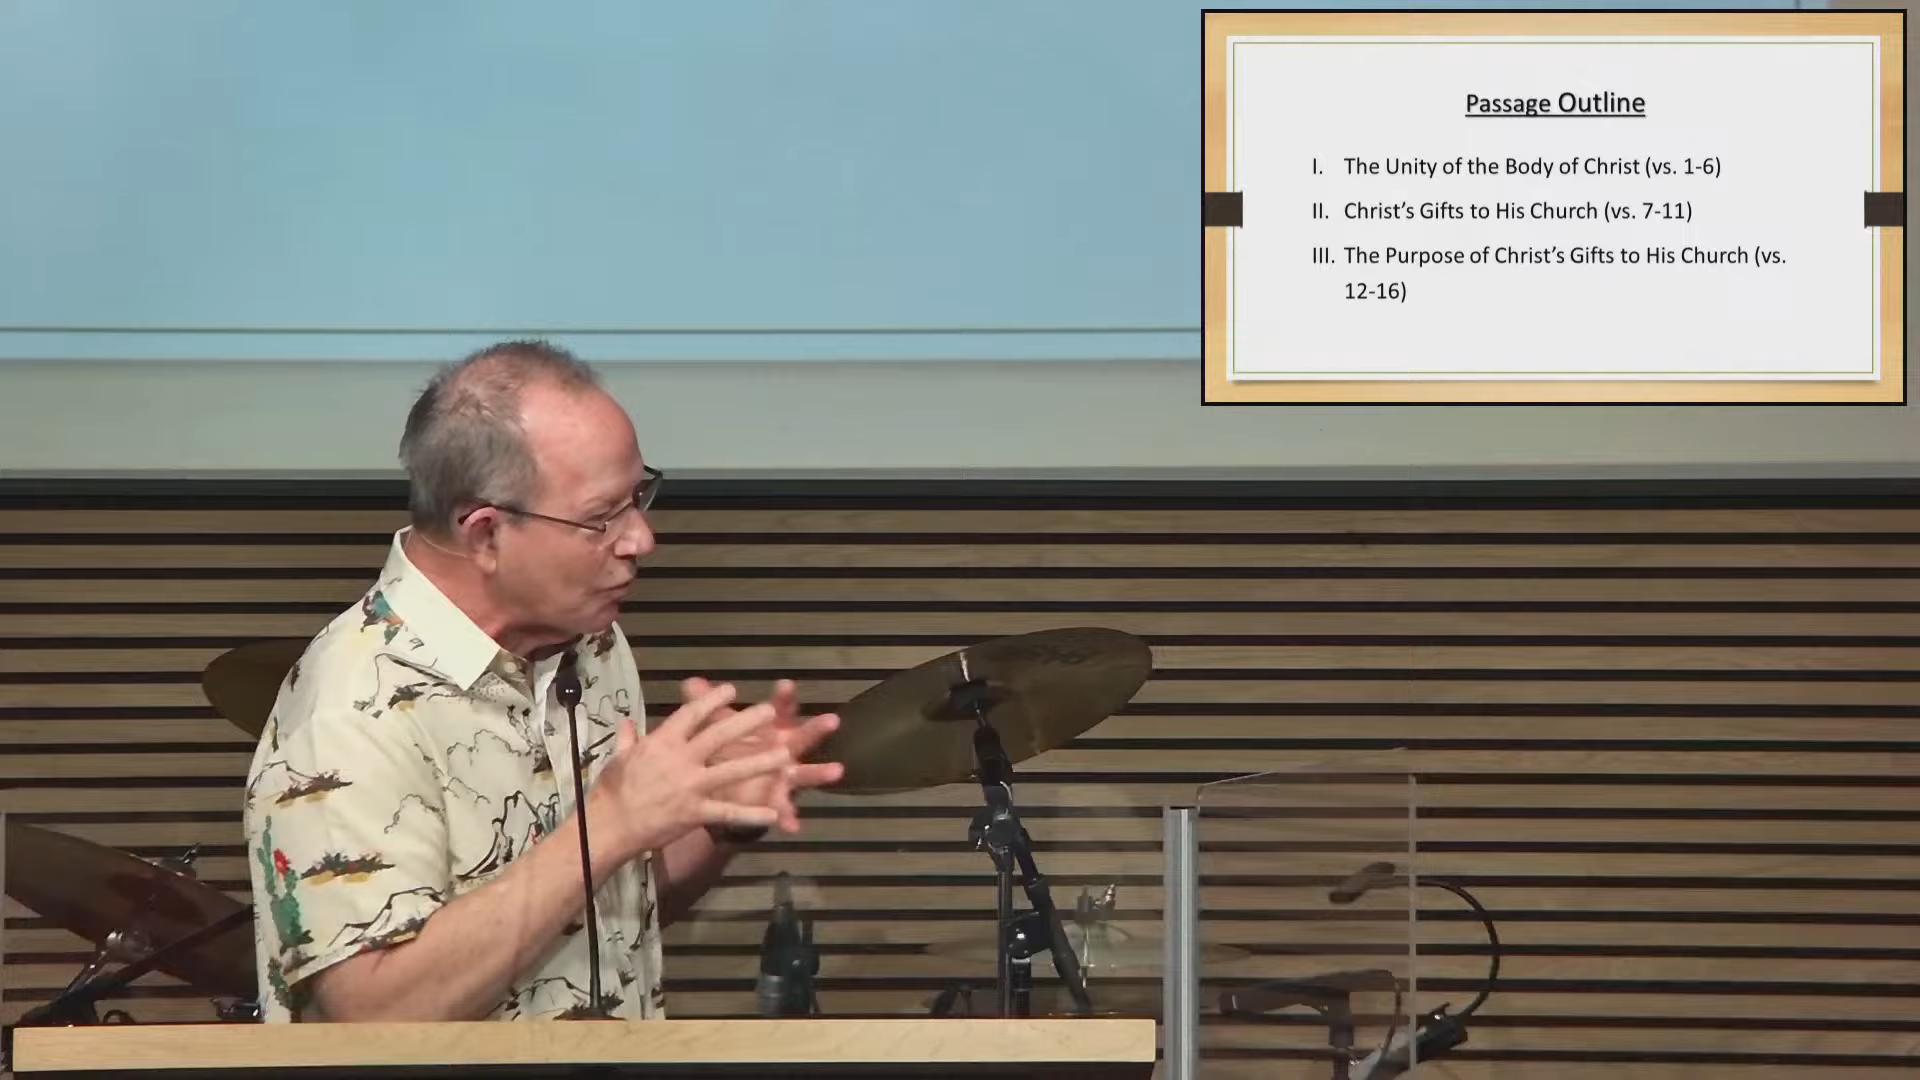 Passage Outline
I. The Unity of the Body of Christ (vs. 1-6)
II. Christ’s Gifts to His Church (vs. 7-11)
III. The Purpose of Christ’s Gifts to His Church (vs.
12-16)